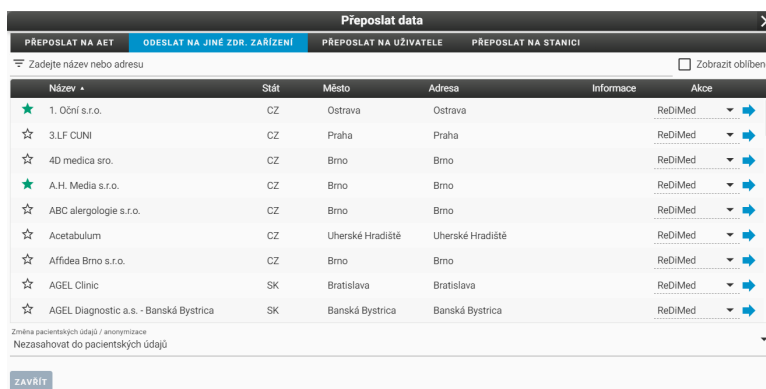 Přeposlat data
PŘEPOSLAT NA AET ODESLAT NA JINÉ ZDR. ZAŘÍZENÍ PŘEPOSLAT NA UŽIVATELE PŘEPOSLAT NA STANICI
Zadejte název nebo adresu Zobrazit oblíben
Název Stát Město Adresa Informace Akce
1. Oční s.r.o. CZ Ostrava Ostrava ReDiMed
3.LF CUNI CZ Praha Praha ReDiMed
4D medica sro. CZ Brno Brno ReDiMed
A.H. Media s.r.o. CZ Brno Brno ReDiMed
ABC alergologie s.r.o. CZ Brno Brno ReDiMed
Acetabulum CZ Uherské Hradiště Uherské Hradiště ReDiMed
Affidea Brno s.r.o. CZ Brno Brno ReDiMed
AGEL Clinic SK Bratislava Bratislava ReDiMed
AGEL Diagnostic a.s. - Banská Bystrica SK Banská Bystrica Banská Bystrica ReDiMed
Změna pacientských údajů / anonymizace
Nezasahovat do pacientských údajů
ZAVŘÍT